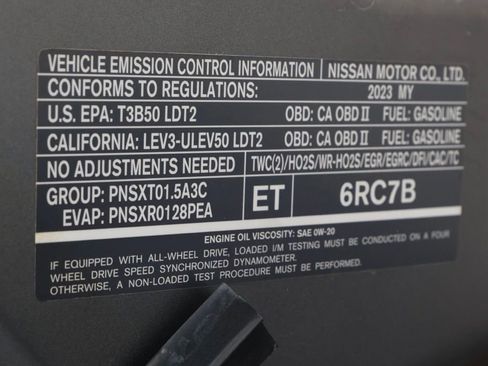 VEHICLE EMISSION CONTROL INFORMATION NISSAN MOTOR CO., LTD.
CONFORMS TO REGULATIONS: 2023 MY
U.S. EPA: T3B50 LDT2 OBD: CA OBD II FUEL: GASOLINE
CALIFORNIA: LEV3-ULEV50 LDT2 OBD: CA OBD II FUEL: GASOLINE
NO ADJUSTMENTS NEEDED TWC(2)/HO2S/WR-HO2S/EGR/EGRC/DFI/CAC/TC
GROUP: PNSXT01.5A3C
EVAP: PNSXR0128PEA
ET 6RC7B
ENGINE OIL VISCOSITY: SAE 0W-20
IF EQUIPPED WITH ALL-WHEEL DRIVE, LOADED I/M TESTING MUST BE CONDUCTED ON A FOUR
WHEEL DRIVE SPEED SYNCHRONIZED DYNAMOMETER.
OTHERWISE, A NON-LOADED TEST PROCEDURE MUST BE PERFORMED.